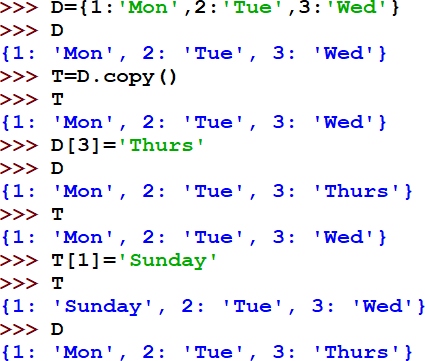 >>> D={1:'Mon',2:'Tue',3:'Wed'}
>>> D
{1: 'Mon', 2: 'Tue', 3: 'Wed'}
>>> T=D.copy()
>>> T
{1: 'Mon', 2: 'Tue', 3: 'Wed'}
>>> D[3]='Thurs'
>>> D
{1: 'Mon', 2: 'Tue', 3: 'Thurs'}
>>> T
{1: 'Mon', 2: 'Tue', 3: 'Wed'}
>>> T[1]='Sunday'
>>> T
{1: 'Sunday', 2: 'Tue', 3: 'Wed'}
>>> D
{1: 'Mon', 2: 'Tue', 3: 'Thurs'}